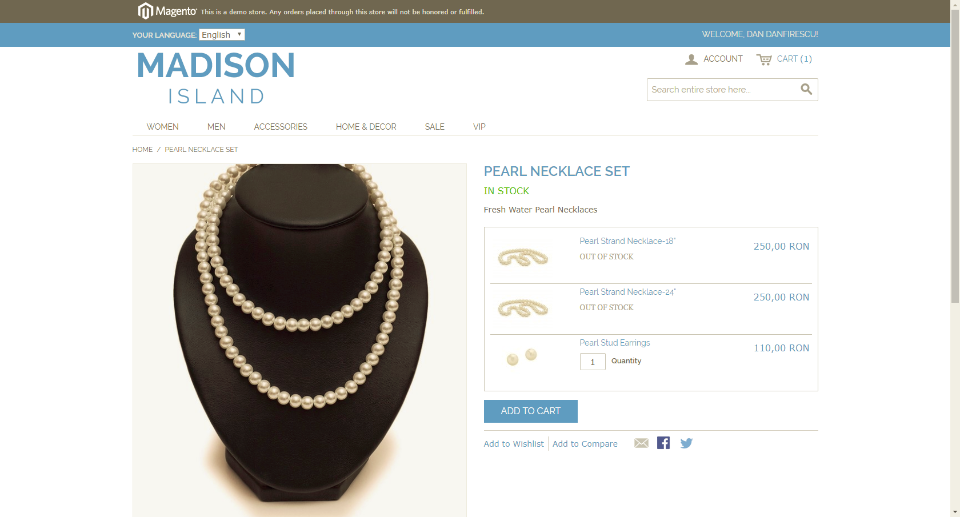 Magento This is a demo store. Any orders placed through this store will not be honored or fulfilled.
YOUR LANGUAGE: English WELCOME, DAN DANFIRESCU!
MADISON
ISLAND
ACCOUNT CART (1)
Search entire store here...
WOMEN MEN ACCESSORIES HOME & DECOR SALE VIP
HOME / PEARL NECKLACE SET
PEARL NECKLACE SET
IN STOCK
Fresh Water Pearl Necklaces
Pearl Strand Necklace-18" 250,00 RON
OUT OF STOCK
Pearl Strand Necklace-24" 250,00 RON
OUT OF STOCK
Pearl Stud Earrings 110,00 RON
1 Quantity
ADD TO CART
Add to Wishlist Add to Compare